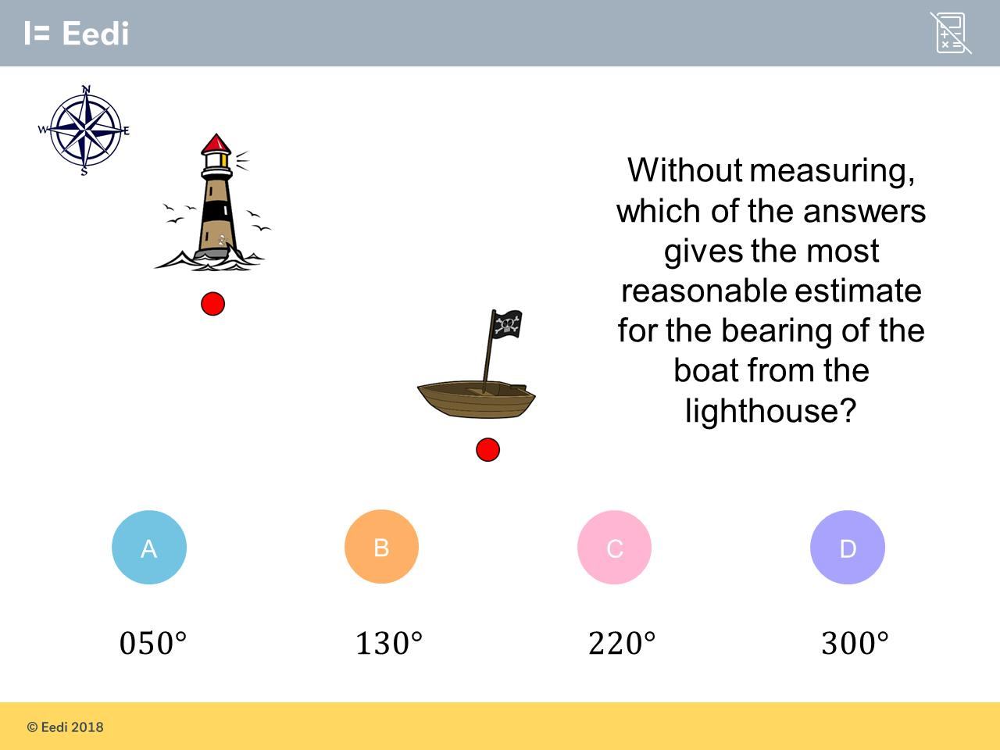 Eedi
N
W E
S
Without measuring,
which of the answers
gives the most
reasonable estimate
for the bearing of the
boat from the
lighthouse?
A B C D
050° 130° 220° 300°
© Eedi 2018